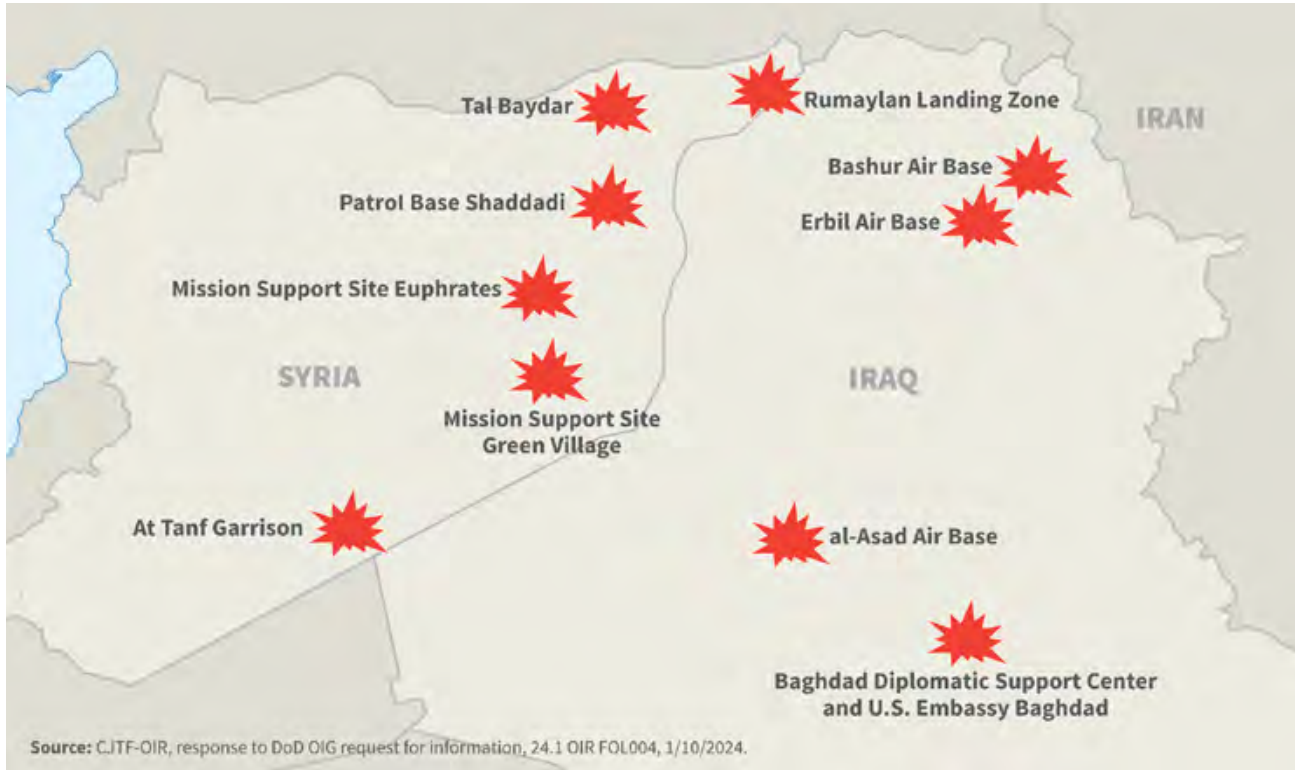 Tal Baydar
Rumaylan Landing Zone
IRAN
Bashur Air Base
Patrol Base Shaddadi
Erbil Air Base
Mission Support Site Euphrates
SYRIA
IRAQ
Mission Support Site
Green Village
At Tanf Garrison
al-Asad Air Base
Baghdad Diplomatic Support Center
and U.S. Embassy Baghdad
Source: CJTF-OIR, response to DoD OIG request for information, 24.1 OIR FOL004, 1/10/2024.